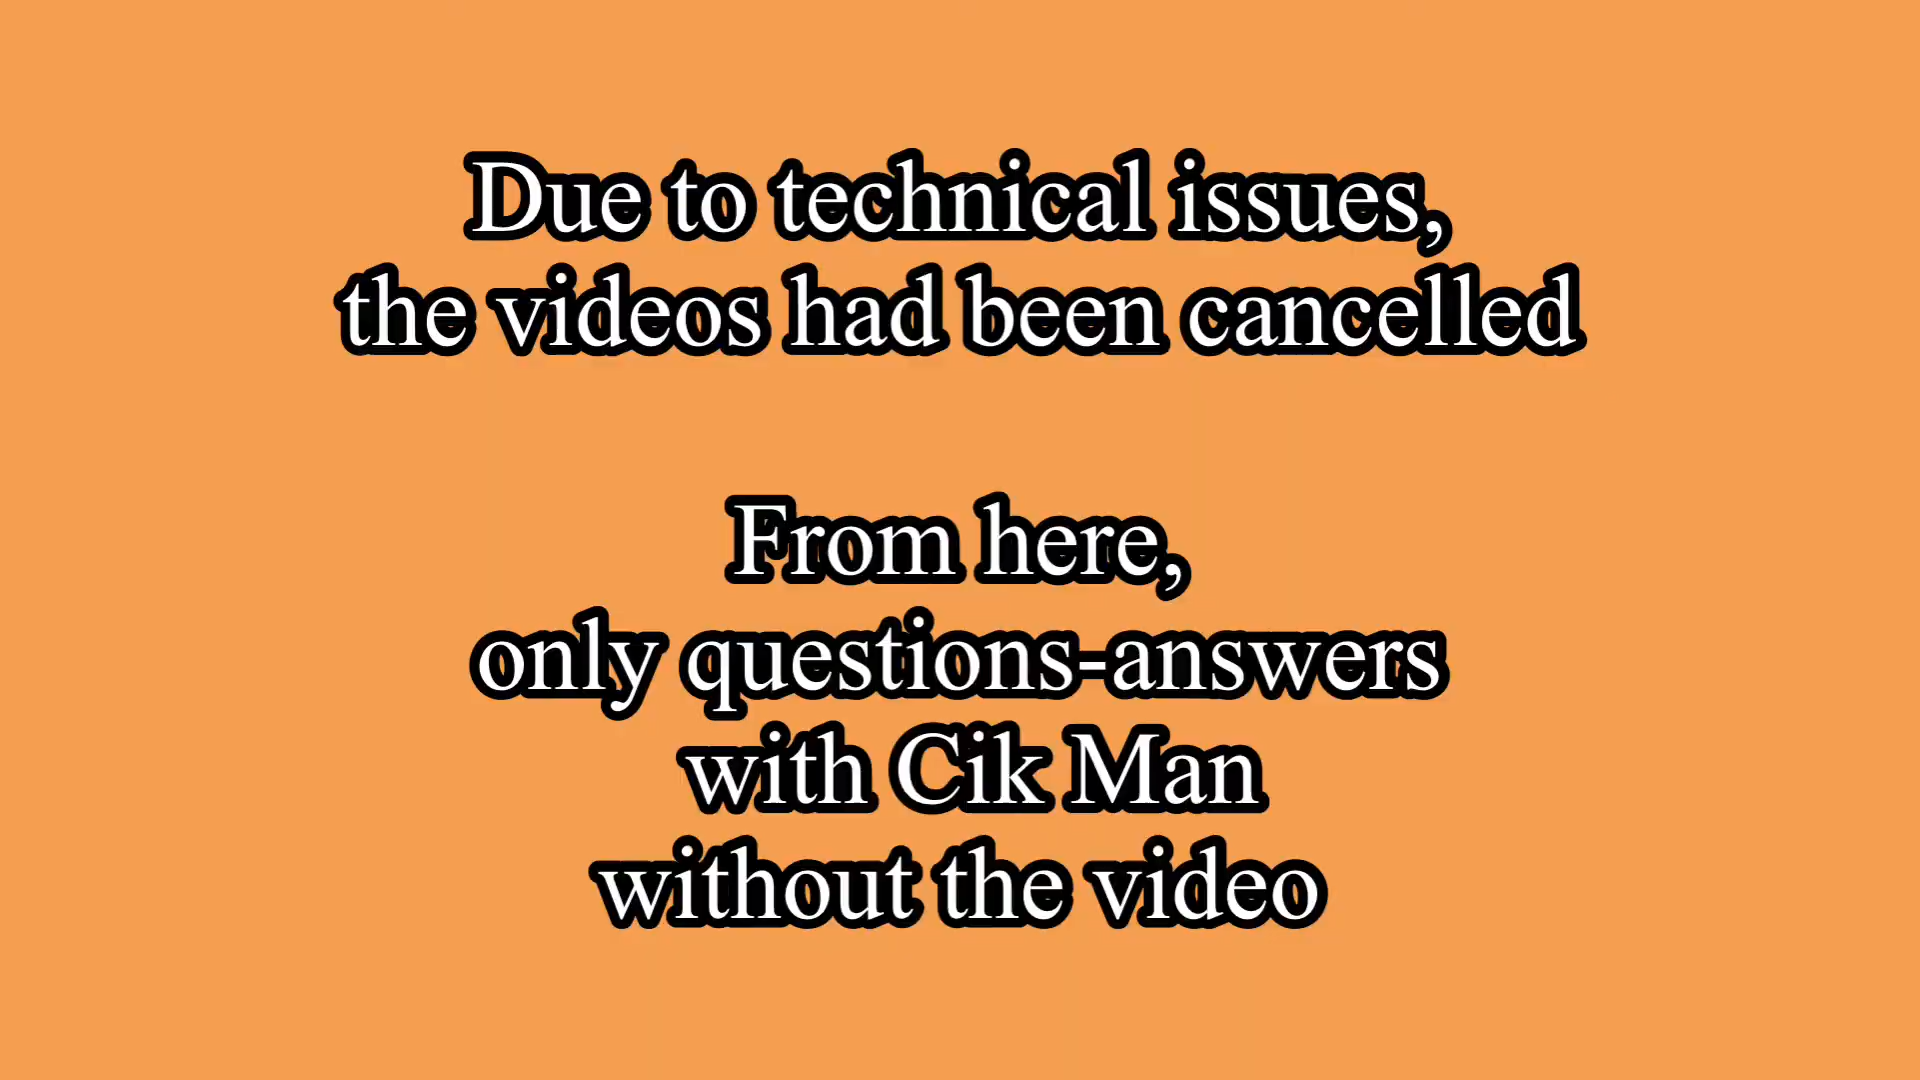 Due to technical issues,
the videos had been cancelled
From here,
only questions-answers
with Cik Man
without the video